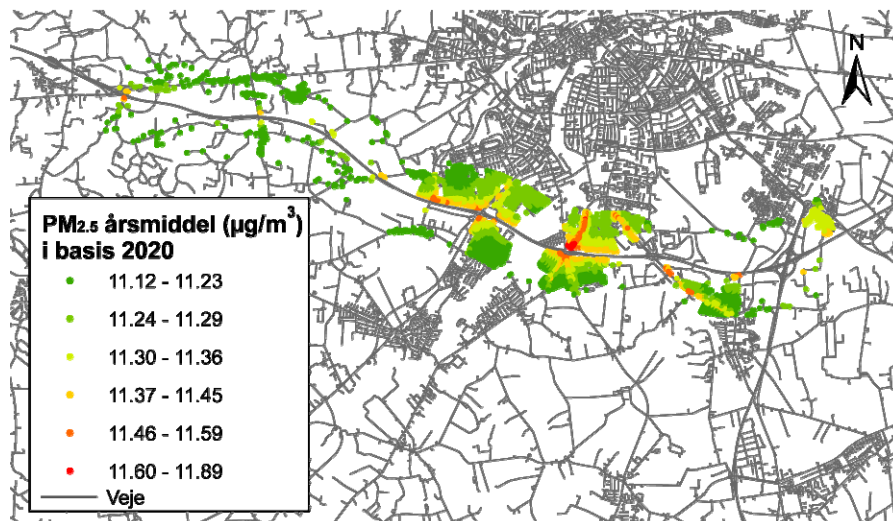 N
PM2.5 årsmiddel (µg/m³)
i basis 2020
11.12 - 11.23
11.24 - 11.29
11.30 - 11.36
11.37 - 11.45
11.46 - 11.59
11.60 - 11.89
Veje